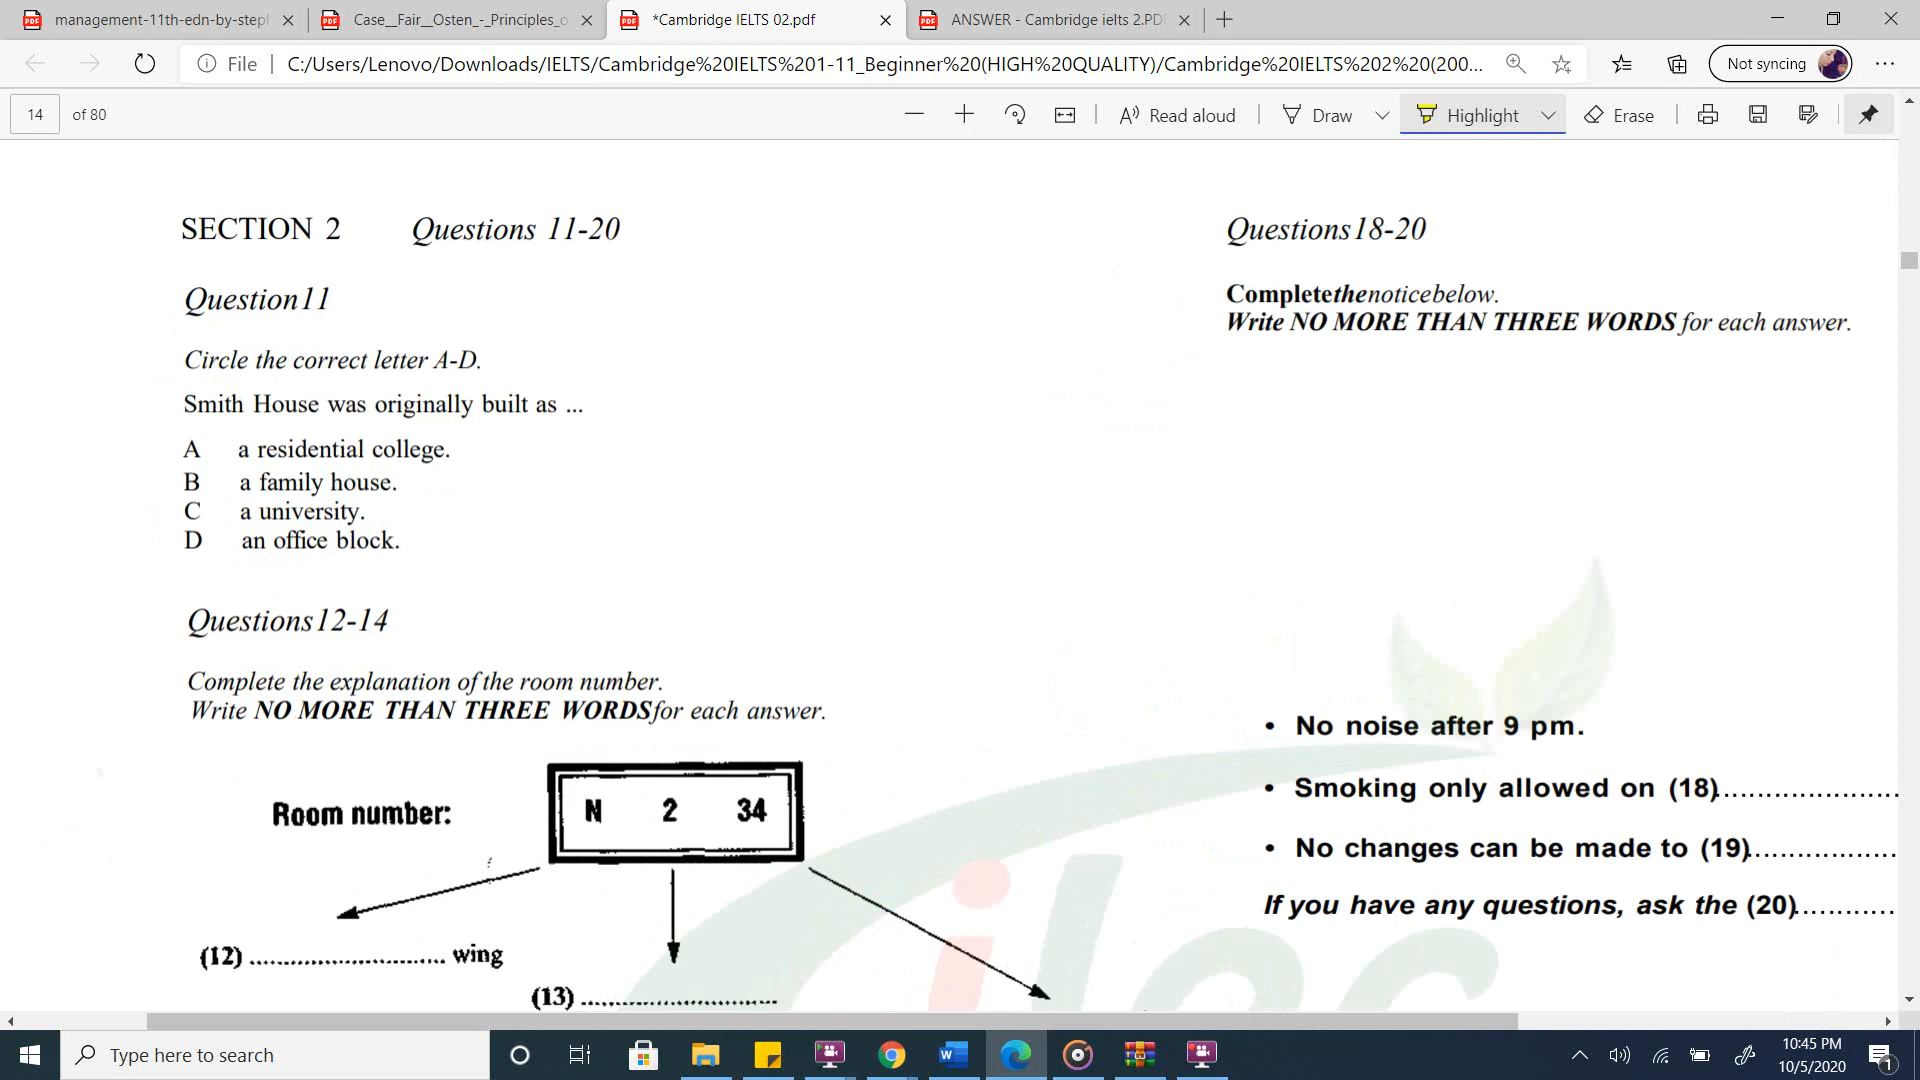 management-11th-edn-by-step
Case__Fair__Osten_-_Principles_o
*Cambridge IELTS 02.pdf
ANSWER - Cambridge ielts 2.PDF
File
C:/Users/Lenovo/Downloads/IELTS/Cambridge%20IELTS%201-11_Beginner%20(HIGH%20QUALITY)/Cambridge%20IELTS%202%20(200...
Not syncing
14 of 80
Read aloud
Draw
Highlight
Erase
SECTION 2 Questions 11-20
Question 11
Circle the correct letter A-D.
Smith House was originally built as ...
A a residential college.
B a family house.
C a university.
D an office block.
Questions 12-14
Complete the explanation of the room number.
Write NO MORE THAN THREE WORDS for each answer.
Room number:
N 2 34
(12) ........................ wing
(13) ........................
Questions 18-20
Complete the notice below.
Write NO MORE THAN THREE WORDS for each answer.
• No noise after 9 pm.
• Smoking only allowed on (18)......................
• No changes can be made to (19)..................
If you have any questions, ask the (20)............
ilec
Type here to search
10:45 PM
10/5/2020
1